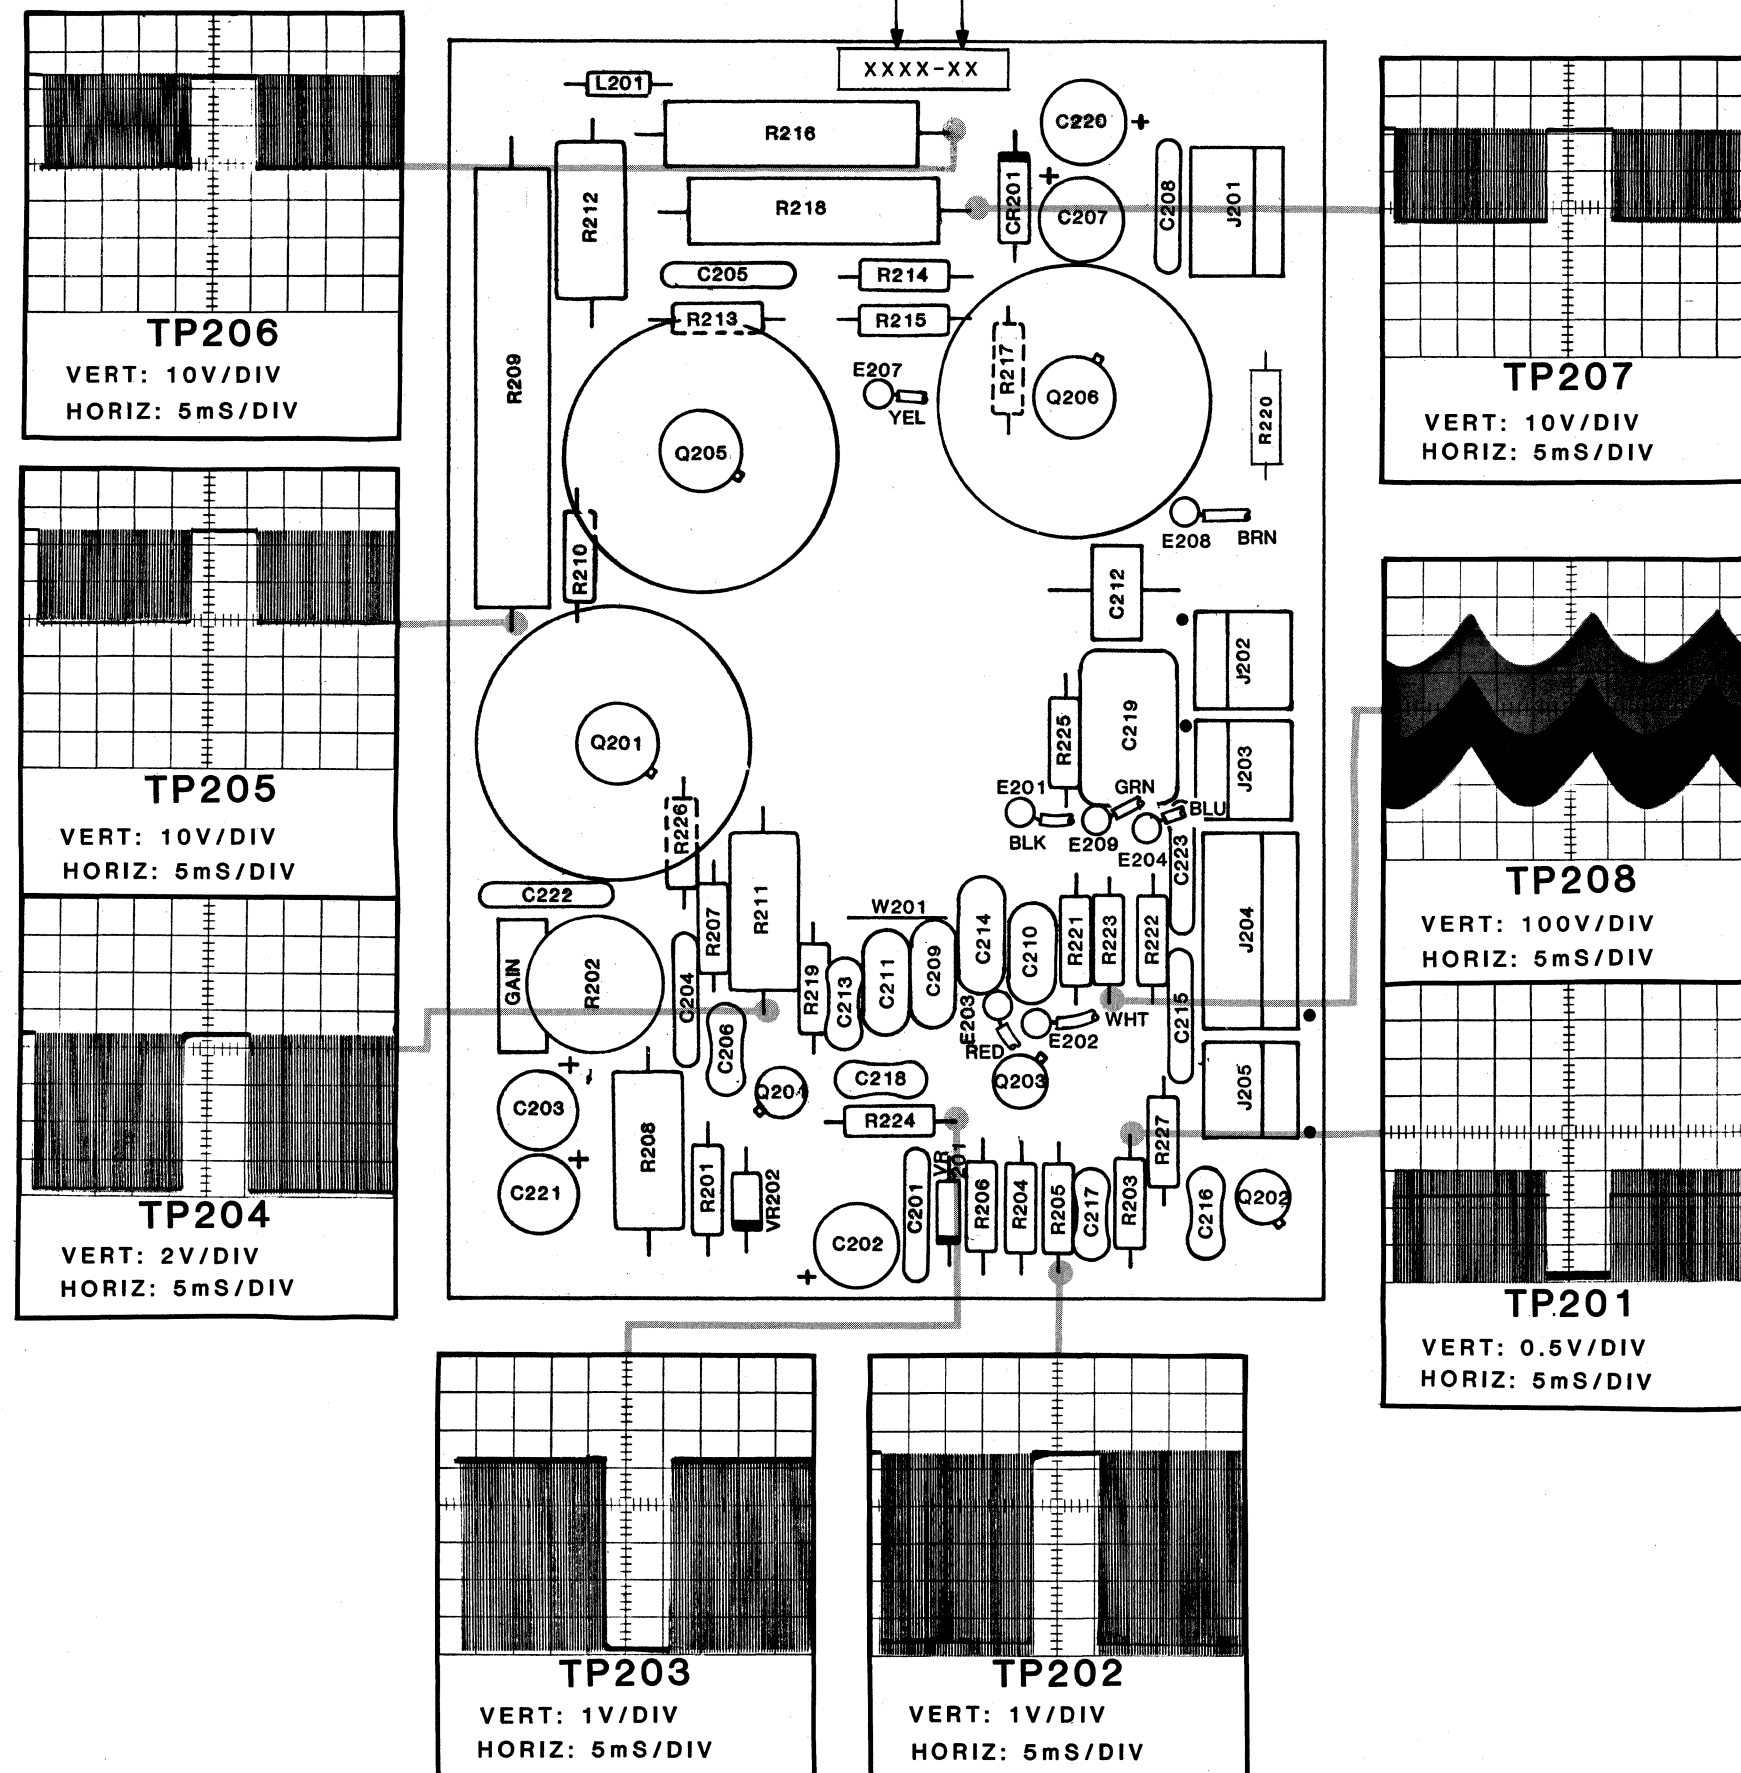 XXXX-XX
L201
R216
C220
+
R212
R218
CR201
+
C207
C208
J201
C205
R214
R213
R215
R209
R217
E207
YEL
Q206
R220
Q205
E208
BRN
R210
C212
J202
Q201
R225
C219
J203
E201
GRN
BLU
BLK
E209
E204
R226
C223
C222
R207
R211
W201
C214
C210
R221
R223
R222
J204
GAIN
R202
C204
R219
C213
C211
C209
E203
WHT
C215
RED
E202
C206
+
C203
Q204
C218
Q203
J205
R224
R208
R227
+
C221
R201
VR202
VR
201
C201
R206
R204
R205
C217
R203
C216
Q202
C202
+
TP206
VERT: 10V/DIV
HORIZ: 5mS/DIV
TP205
VERT: 10V/DIV
HORIZ: 5mS/DIV
TP204
VERT: 2V/DIV
HORIZ: 5mS/DIV
TP203
VERT: 1V/DIV
HORIZ: 5mS/DIV
TP202
VERT: 1V/DIV
HORIZ: 5mS/DIV
TP207
VERT: 10V/DIV
HORIZ: 5mS/DIV
TP208
VERT: 100V/DIV
HORIZ: 5mS/DIV
TP201
VERT: 0.5V/DIV
HORIZ: 5mS/DIV